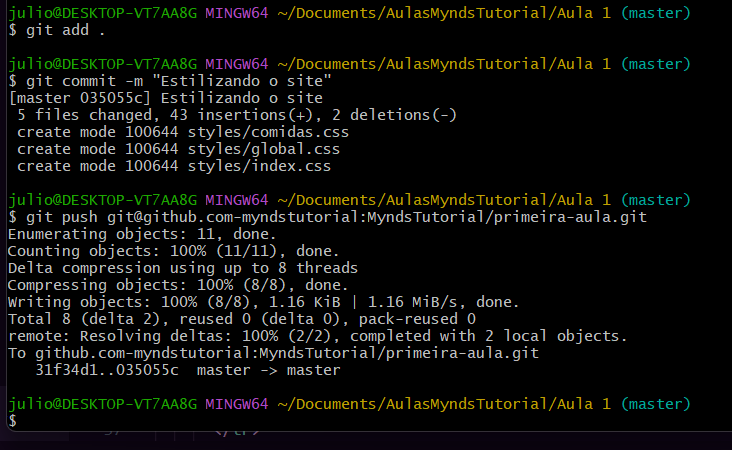 julio@DESKTOP-VT7AA8G MINGW64 ~/Documents/AulasMyndsTutorial/Aula 1 (master)
$ git add .
julio@DESKTOP-VT7AA8G MINGW64 ~/Documents/AulasMyndsTutorial/Aula 1 (master)
$ git commit -m "Estilizando o site"
[master 035055c] Estilizando o site
 5 files changed, 43 insertions(+), 2 deletions(-)
 create mode 100644 styles/comidas.css
 create mode 100644 styles/global.css
 create mode 100644 styles/index.css
julio@DESKTOP-VT7AA8G MINGW64 ~/Documents/AulasMyndsTutorial/Aula 1 (master)
$ git push git@github.com-myndstutorial:MyndsTutorial/primeira-aula.git
Enumerating objects: 11, done.
Counting objects: 100% (11/11), done.
Delta compression using up to 8 threads
Compressing objects: 100% (8/8), done.
Writing objects: 100% (8/8), 1.16 KiB | 1.16 MiB/s, done.
Total 8 (delta 2), reused 0 (delta 0), pack-reused 0
remote: Resolving deltas: 100% (2/2), completed with 2 local objects.
To github.com-myndstutorial:MyndsTutorial/primeira-aula.git
   31f34d1..035055c  master -> master
julio@DESKTOP-VT7AA8G MINGW64 ~/Documents/AulasMyndsTutorial/Aula 1 (master)
$